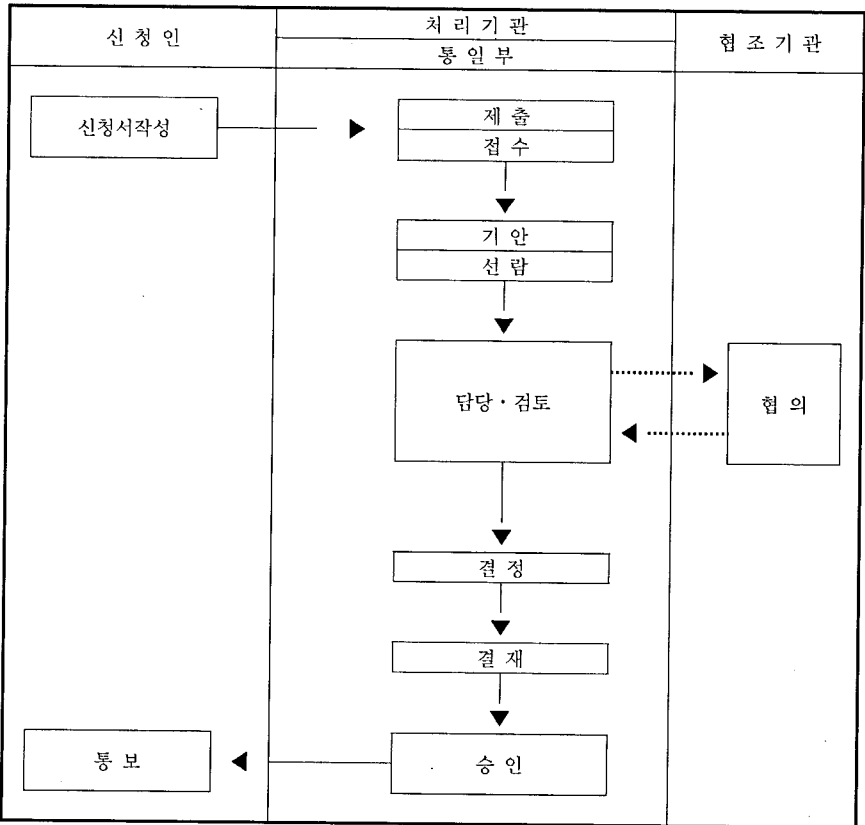 신 청 인
처 리 기 관
통 일 부
협 조 기 관
신청서작성
제 출
접 수
기 안
선 람
담당 · 검토
협 의
결 정
결 재
승 인
통 보